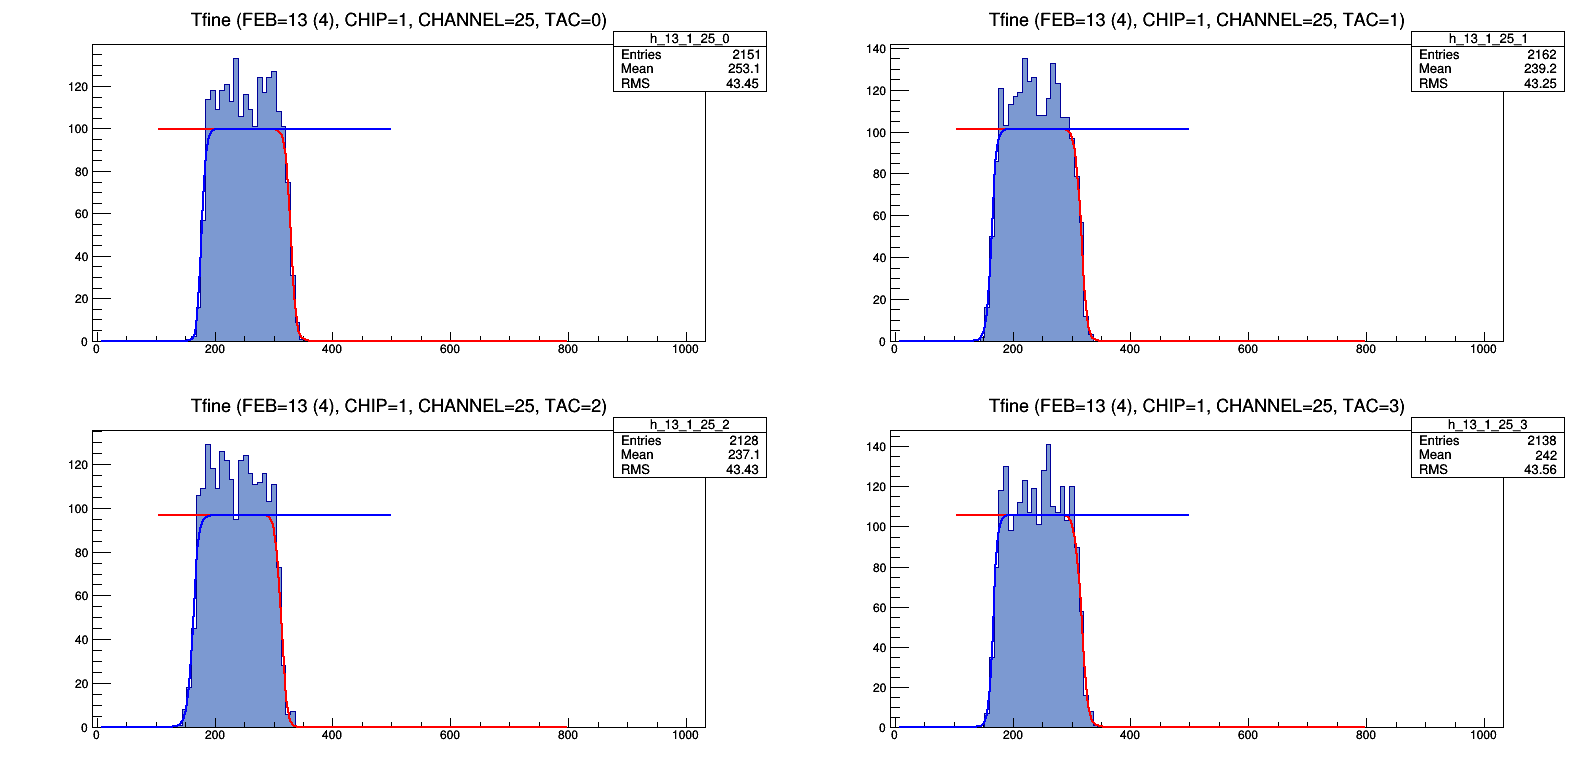 Tfine (FEB=13 (4), CHIP=1, CHANNEL=25, TAC=0)
h_13_1_25_0
Entries 2151
Mean 253.1
RMS 43.45
120
100
80
60
40
20
0
0 200 400 600 800 1000
Tfine (FEB=13 (4), CHIP=1, CHANNEL=25, TAC=1)
h_13_1_25_1
Entries 2162
Mean 239.2
RMS 43.25
140
120
100
80
60
40
20
0
0 200 400 600 800 1000
Tfine (FEB=13 (4), CHIP=1, CHANNEL=25, TAC=2)
h_13_1_25_2
Entries 2128
Mean 237.1
RMS 43.43
120
100
80
60
40
20
0
0 200 400 600 800 1000
Tfine (FEB=13 (4), CHIP=1, CHANNEL=25, TAC=3)
h_13_1_25_3
Entries 2138
Mean 242
RMS 43.56
140
120
100
80
60
40
20
0
0 200 400 600 800 1000